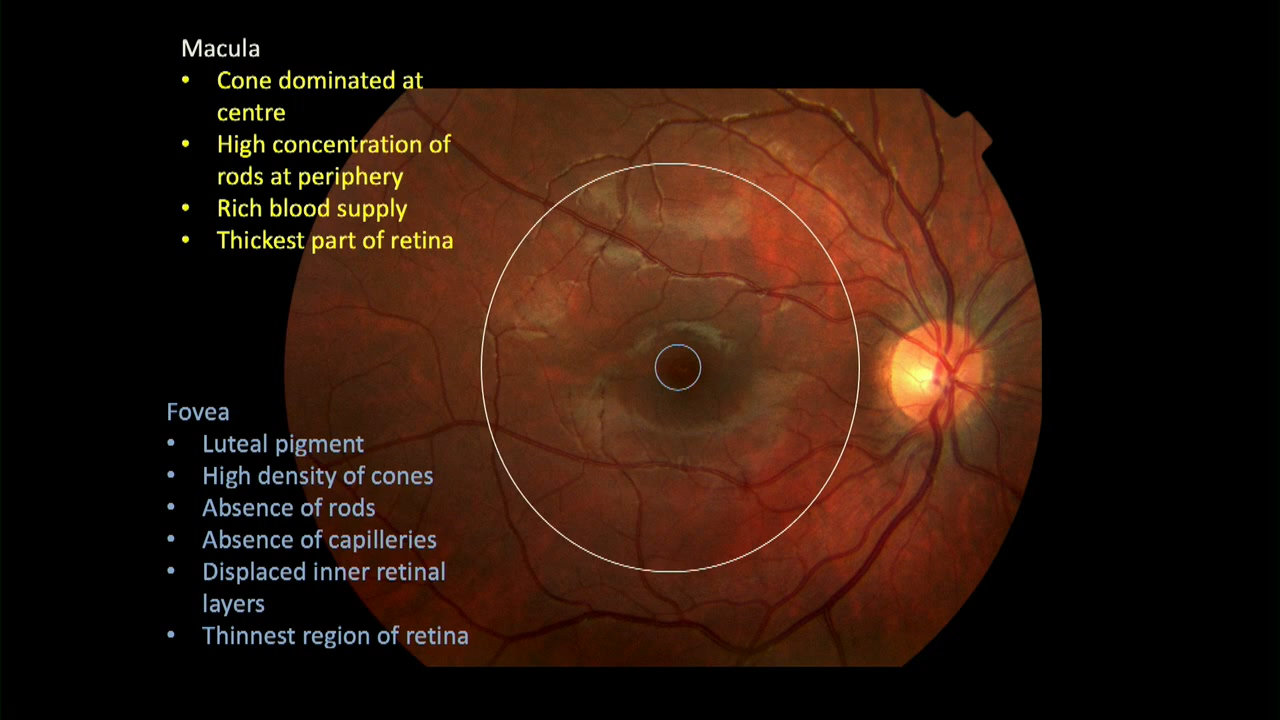 Macula
• Cone dominated at
centre
• High concentration of
rods at periphery
• Rich blood supply
• Thickest part of retina
Fovea
• Luteal pigment
• High density of cones
• Absence of rods
• Absence of capilleries
• Displaced inner retinal
layers
• Thinnest region of retina